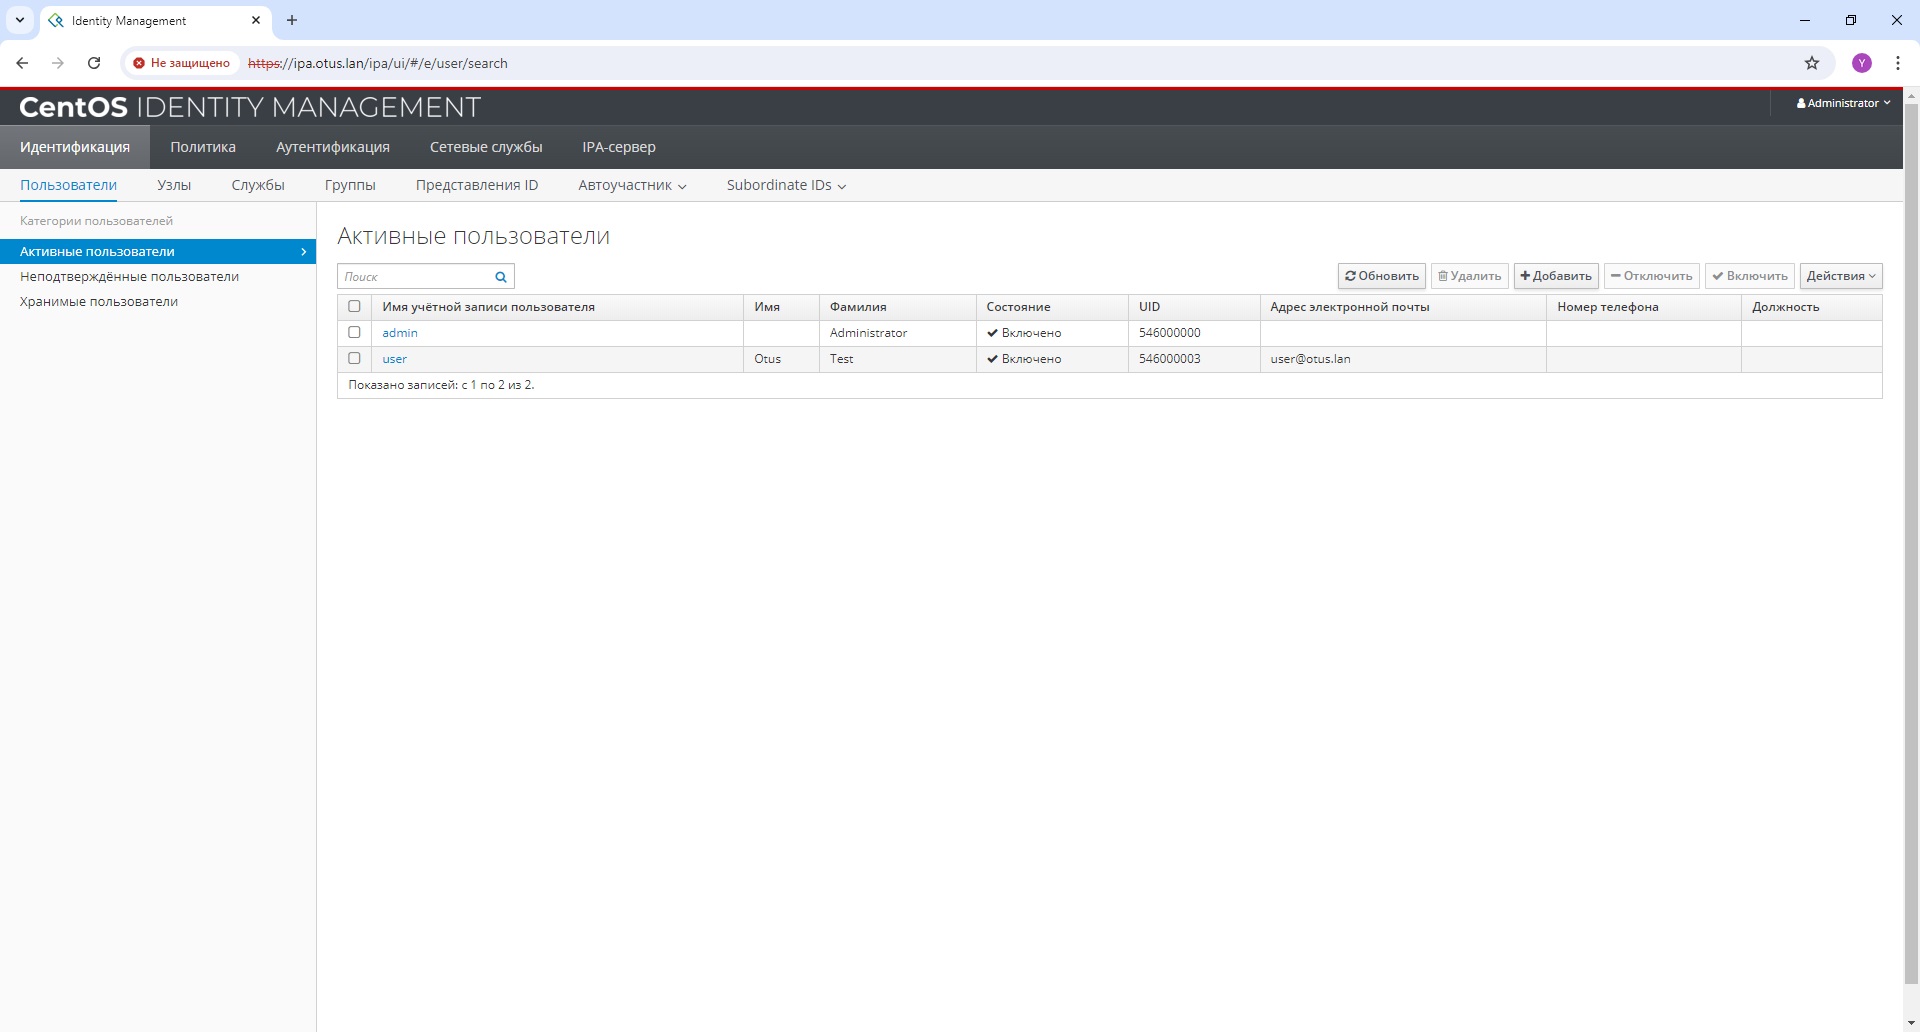 Identity Management
Не защищено https://ipa.otus.lan/ipa/ui/#/e/user/search
Y
CentOS IDENTITY MANAGEMENT
Administrator
Идентификация Политика Аутентификация Сетевые службы IPA-сервер
Пользователи Узлы Службы Группы Представления ID Автоучастник Subordinate IDs
Категории пользователей
Активные пользователи
Неподтверждённые пользователи
Хранимые пользователи
Активные пользователи
Поиск Обновить Удалить Добавить Отключить Включить Действия
Имя учётной записи пользователя Имя Фамилия Состояние UID Адрес электронной почты Номер телефона Должность
admin Administrator Включено 546000000
user Otus Test Включено 546000003 user@otus.lan
Показано записей: с 1 по 2 из 2.